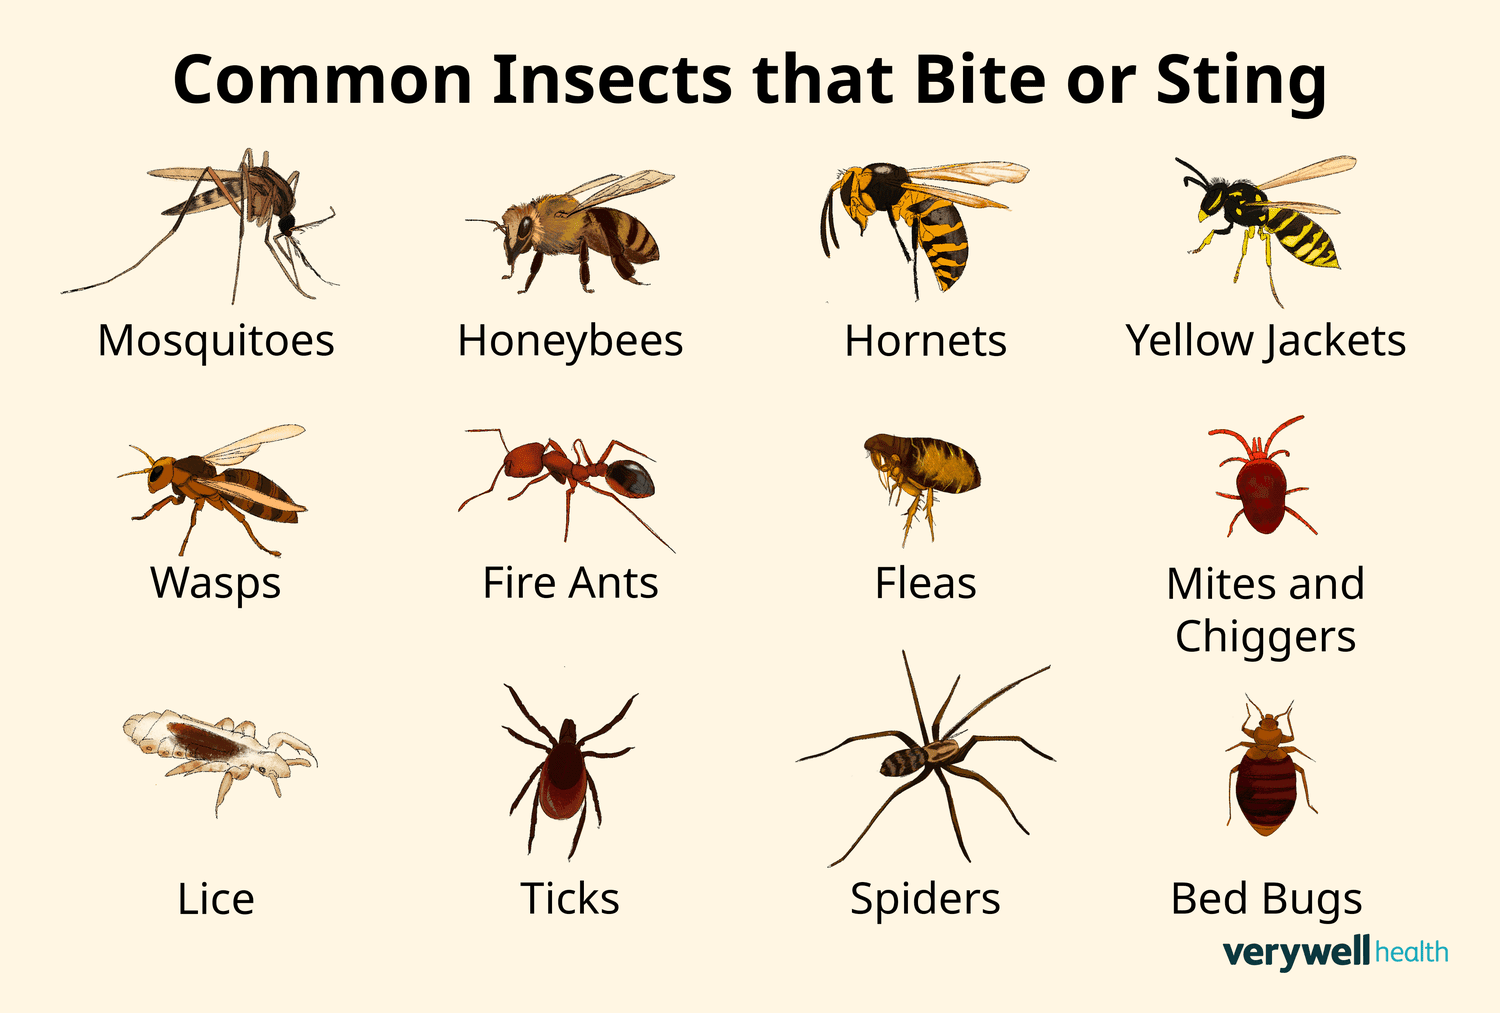 Common Insects that Bite or Sting
Mosquitoes
Honeybees
Hornets
Yellow Jackets
Wasps
Fire Ants
Fleas
Mites and
Chiggers
Lice
Ticks
Spiders
Bed Bugs
verywell health